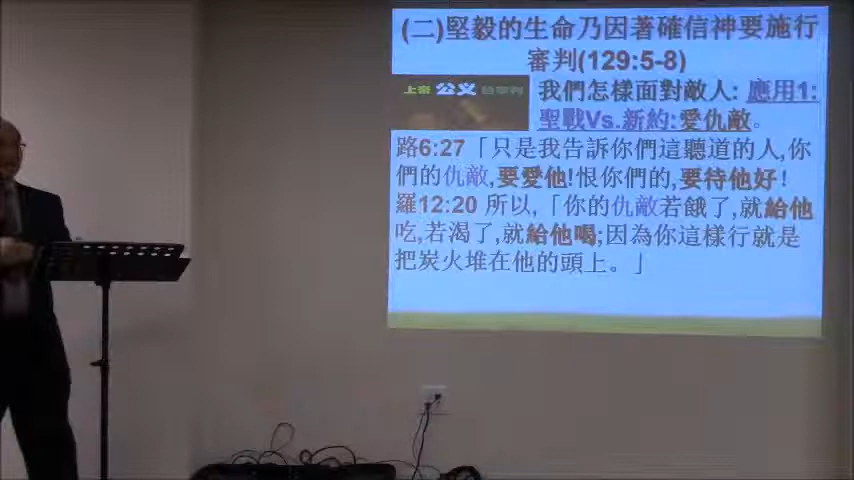 (二)堅毅的生命乃因著確信神要施行
審判(129:5-8)
上帝 公义
我們怎樣面對敵人: 應用1:
聖戰Vs.新約:愛仇敵。
路6:27「只是我告訴你們這聽道的人,你
們的仇敵,要愛他!恨你們的,要待他好!
羅12:20 所以,「你的仇敵若餓了,就給他
吃,若渴了,就給他喝;因為你這樣行就是
把炭火堆在他的頭上。」